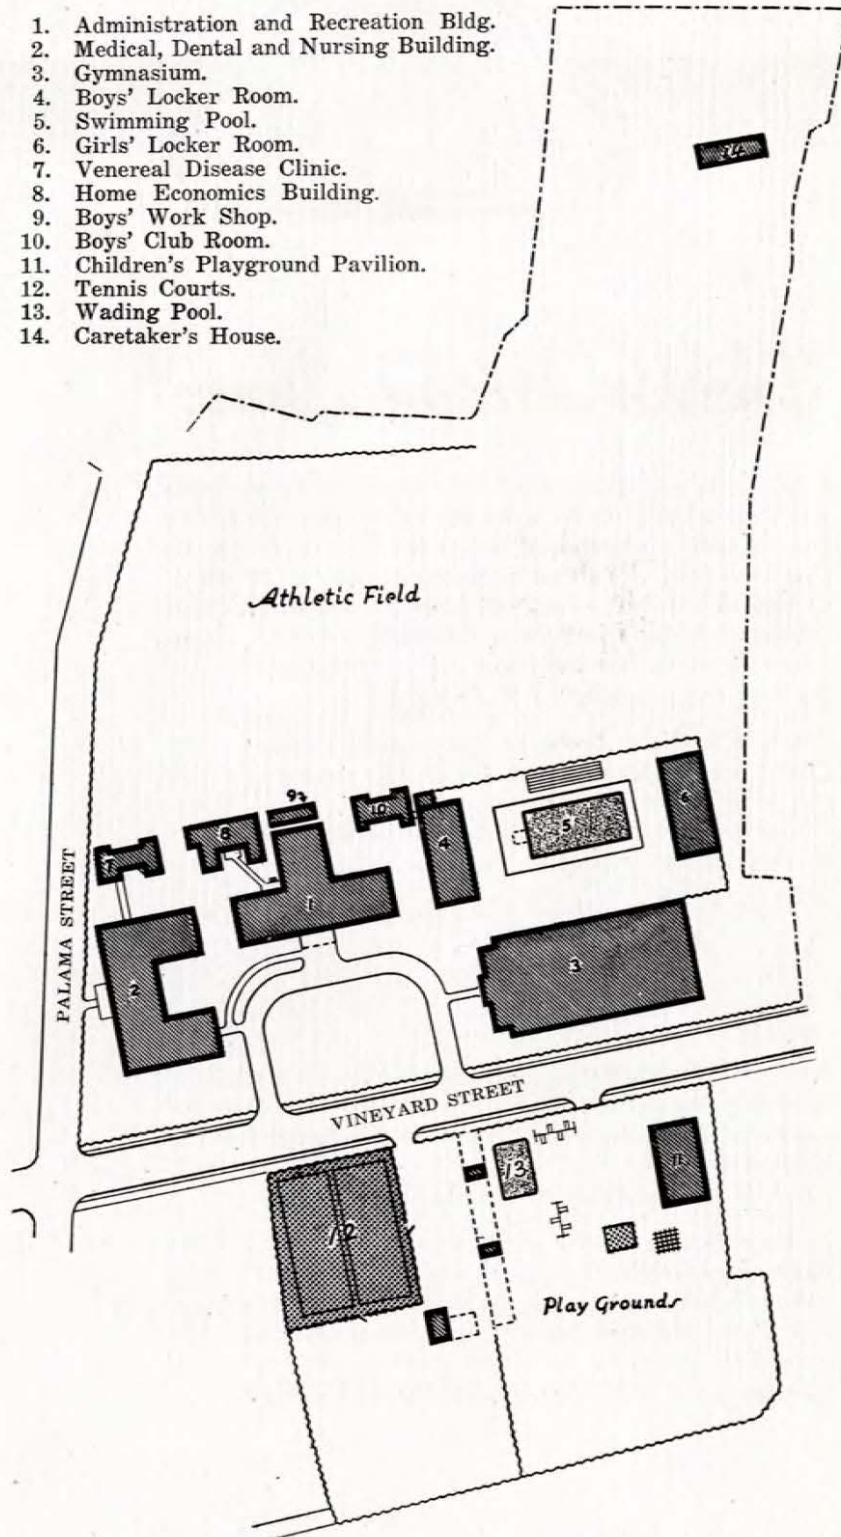 1. Administration and Recreation Bldg.
2. Medical, Dental and Nursing Building.
3. Gymnasium.
4. Boys' Locker Room.
5. Swimming Pool.
6. Girls' Locker Room.
7. Venereal Disease Clinic.
8. Home Economics Building.
9. Boys' Work Shop.
10. Boys' Club Room.
11. Children's Playground Pavilion.
12. Tennis Courts.
13. Wading Pool.
14. Caretaker's House.
14
Athletic Field
9
10
8
7
6
5
4
1
3
2
PALAMA STREET
VINEYARD STREET
13
11
12
Play Grounds